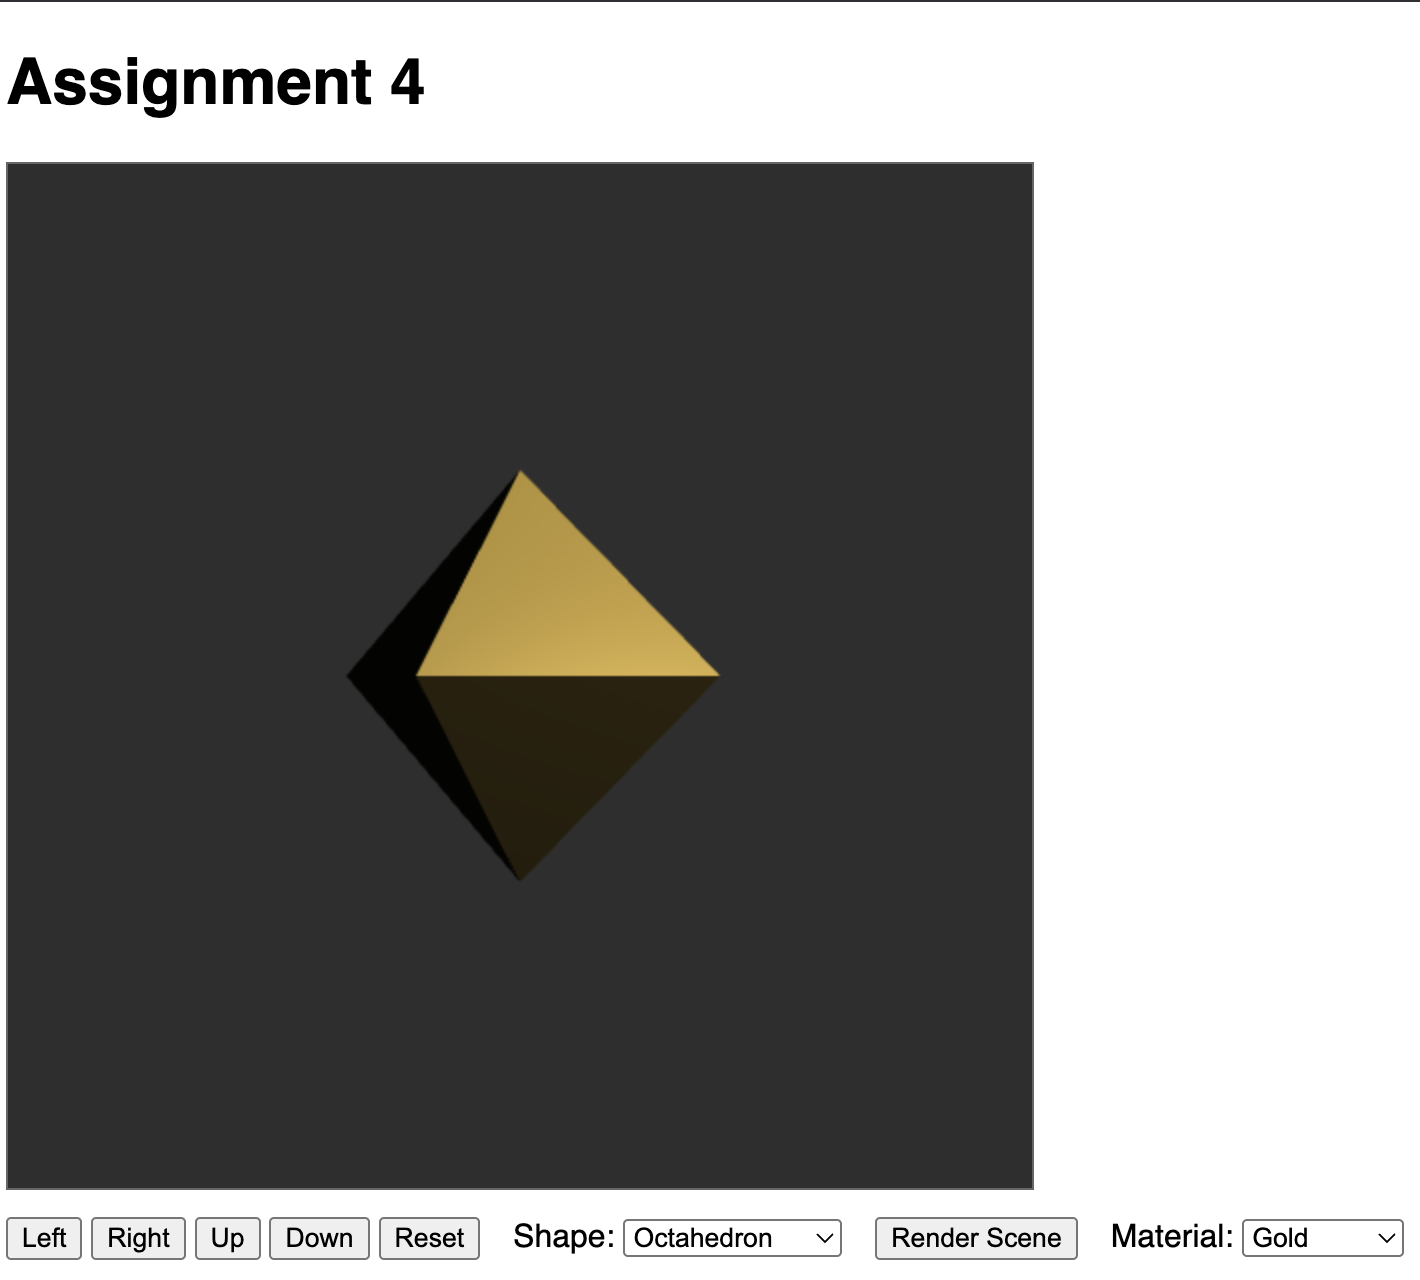 Assignment 4
Left Right Up Down Reset Shape: Octahedron Render Scene Material: Gold